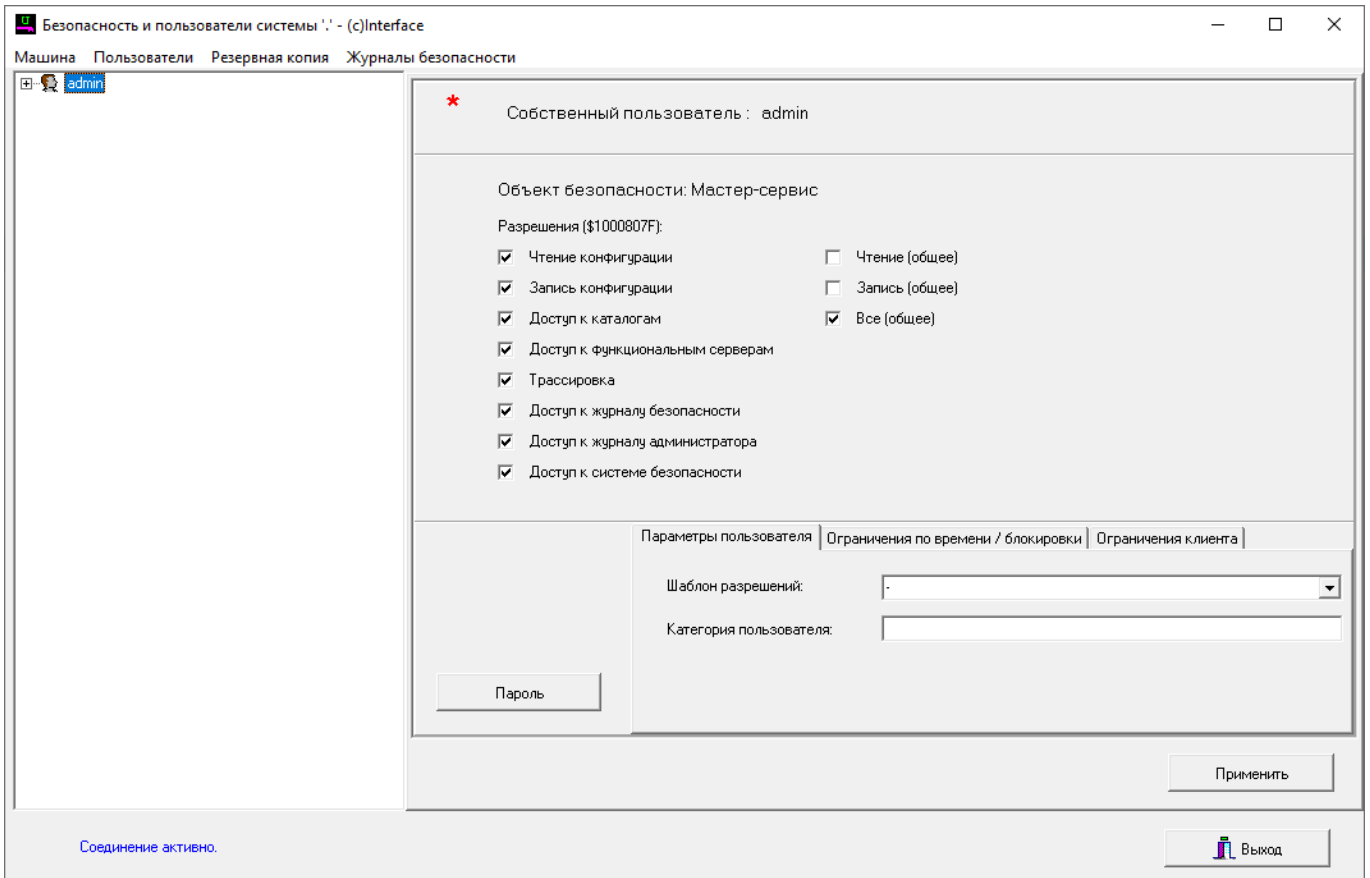 Безопасность и пользователи системы '.' - (c)Interface
Машина Пользователи Резервная копия Журналы безопасности
admin
* Собственный пользователь : admin
Объект безопасности: Мастер-сервис
Разрешения ($1000807F):
Чтение конфигурации Чтение (общее)
Запись конфигурации Запись (общее)
Доступ к каталогам Все (общее)
Доступ к функциональным серверам
Трассировка
Доступ к журналу безопасности
Доступ к журналу администратора
Доступ к системе безопасности
Параметры пользователя Ограничения по времени / блокировки Ограничения клиента
Шаблон разрешений: -
Категория пользователя:
Пароль
Применить
Соединение активно.
Выход